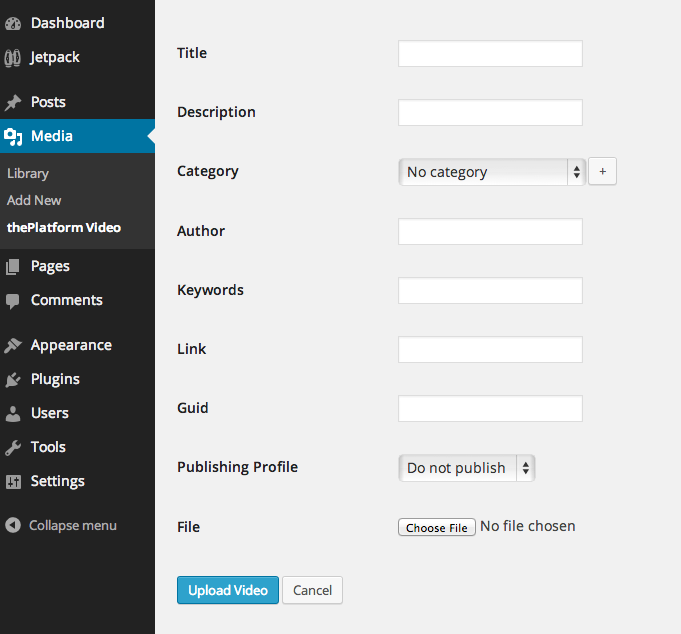 Dashboard
Jetpack
Posts
Media
Library
Add New
thePlatform Video
Pages
Comments
Appearance
Plugins
Users
Tools
Settings
Collapse menu
Title
Description
Category
No category
+
Author
Keywords
Link
Guid
Publishing Profile
Do not publish
File
Choose File No file chosen
Upload Video
Cancel